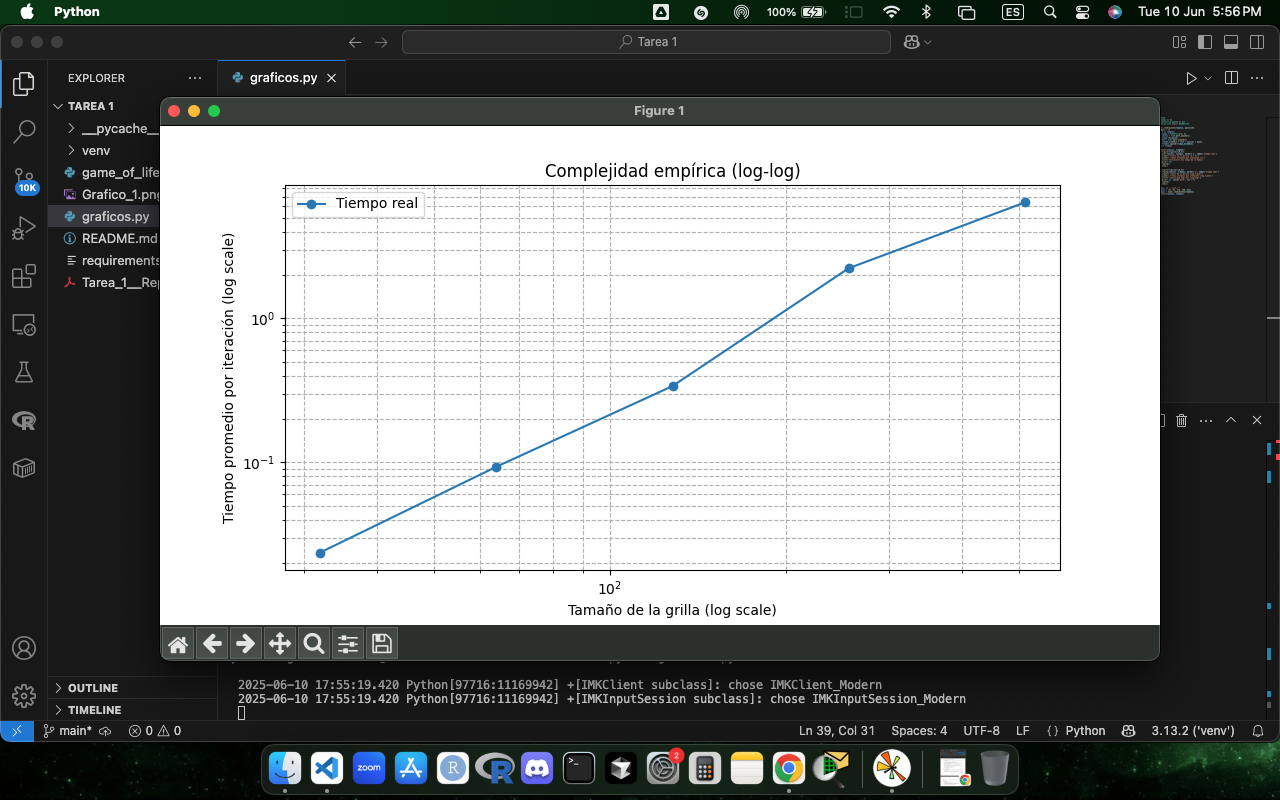 Python
100%
ES
Tue 10 Jun 5:56 PM
Tarea 1
EXPLORER
graficos.py
TAREA 1
__pycache__
venv
game_of_life
Grafico_1.png
graficos.py
README.md
requirements
Tarea_1__Rep
10K
Figure 1
Complejidad empírica (log-log)
Tiempo real
Tiempo promedio por iteración (log scale)
10⁰
10⁻¹
10²
Tamaño de la grilla (log scale)
2025-06-10 17:55:19.420 Python[97716:11169942] +[IMKClient subclass]: chose IMKClient_Modern
2025-06-10 17:55:19.420 Python[97716:11169942] +[IMKInputSession subclass]: chose IMKInputSession_Modern
OUTLINE
TIMELINE
main*
0
0
Ln 39, Col 31
Spaces: 4
UTF-8
LF
Python
3.13.2 ('venv')
zoom
R
R
2